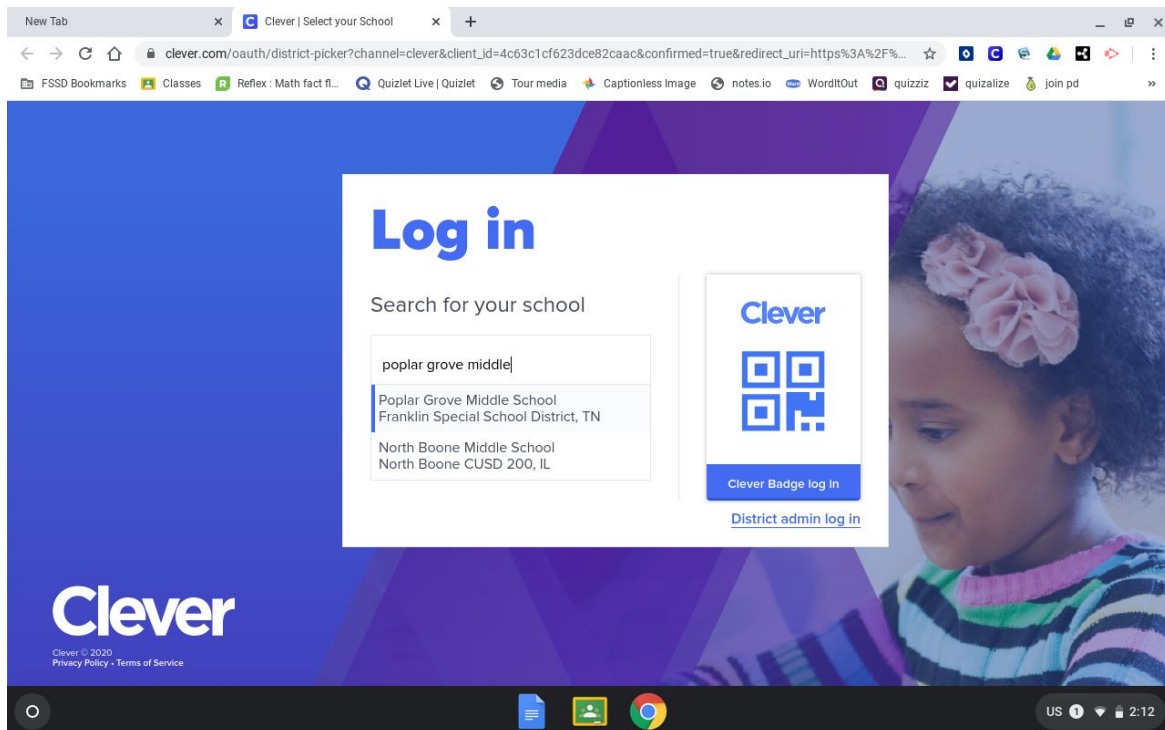 New Tab
Clever | Select your School
clever.com/oauth/district-picker?channel=clever&client_id=4c63c1cf623dce82caac&confirmed=true&redirect_uri=https%3A%2F%...
FSSD Bookmarks Classes Reflex : Math fact fl... Quizlet Live | Quizlet Tour media Captionless Image notes.io WordItOut quizziz quizalize join pd »
Log in
Search for your school
poplar grove middle
Poplar Grove Middle School
Franklin Special School District, TN
North Boone Middle School
North Boone CUSD 200, IL
Clever
Clever Badge log in
District admin log in
Clever
Clever © 2020
Privacy Policy • Terms of Service
US 1 2:12